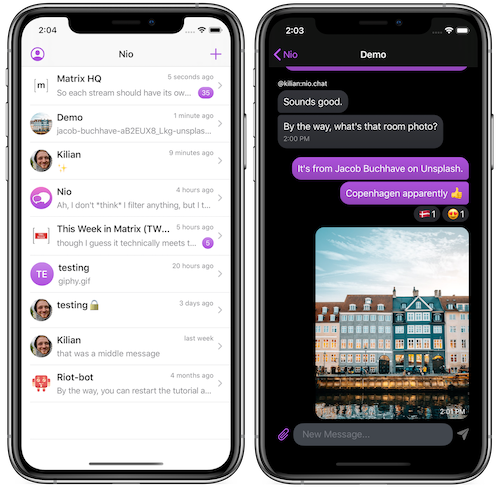 2:04
Nio
Matrix HQ
5 seconds ago
So each stream should have its ow...
35
Demo
1 minute ago
jacob-buchhave-aB2EUX8_Lkg-unsplas...
Kilian
9 minutes ago
✨
Nio
4 hours ago
Ah, I don't *think* I filter anything, but I t...
This Week in Matrix (TW...
5 hours ago
though I guess it technically meets t...
5
TE
testing
20 hours ago
giphy.gif
testing🔒
3 days ago
Kilian
last week
that was a middle message
Riot-bot
4 months ago
By the way, you can restart the tutorial a...
2:03
Nio
Demo
@kilian:nio.chat
Sounds good.
By the way, what's that room photo?
2:00 PM
It's from Jacob Buchhave on Unsplash.
Copenhagen apparently 👍
🇩🇰 1
😍 1
2:01 PM
New Message...